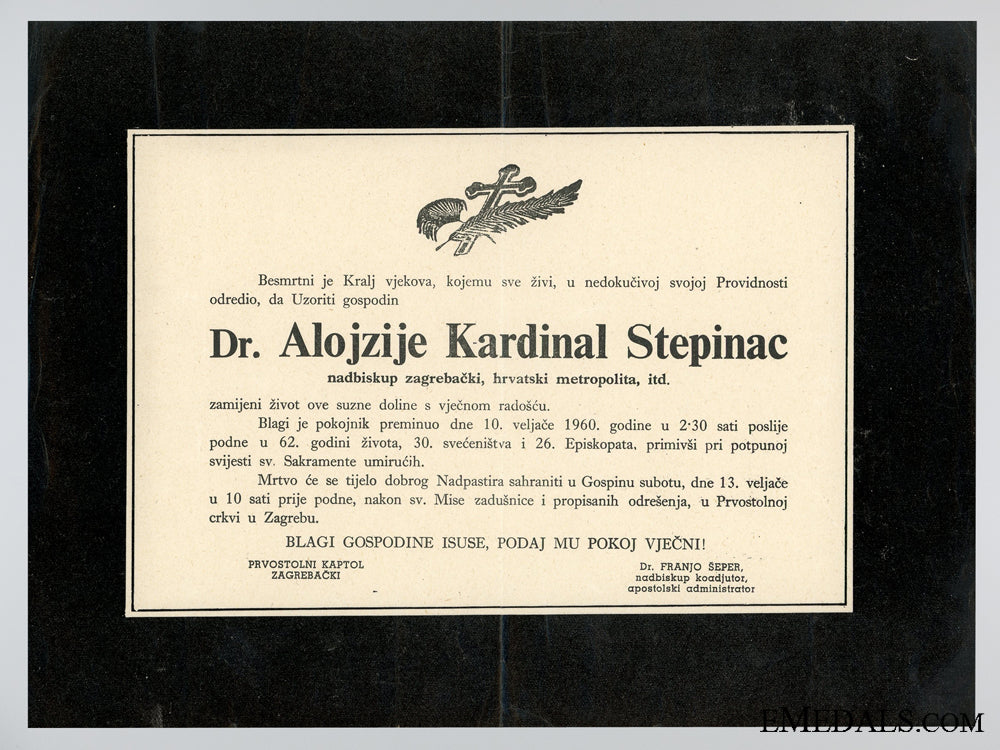 Besmrtni je Kralj vjekova, kojemu sve živi, u nedokučivoj svojoj Providnosti
odredio, da Uzoriti gospodin
Dr. Alojzije Kardinal Stepinac
nadbiskup zagrebački, hrvatski metropolita, itd.
zamijeni život ove suzne doline s vječnom radošću.
Blagi je pokojnik preminuo dne 10. veljače 1960. godine u 2·30 sati poslije
podne u 62. godini života, 30. svećeništva i 26. Episkopata, primivši pri potpunoj
svijesti sv. Sakramente umirućih.
Mrtvo će se tijelo dobrog Nadpastira sahraniti u Gospinu subotu, dne 13. veljače
u 10 sati prije podne, nakon sv. Mise zadušnice i propisanih odrešenja, u Prvostolnoj
crkvi u Zagrebu.
BLAGI GOSPODINE ISUSE, PODAJ MU POKOJ VJEČNI!
PRVOSTOLNI KAPTOL
ZAGREBAČKI
Dr. FRANJO ŠEPER,
nadbiskup koadjutor,
apostolski administrator
EMEDALS.COM